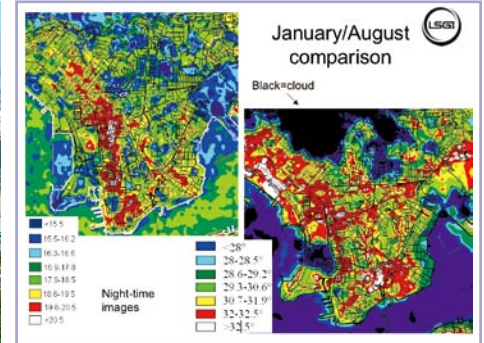 January/August
comparison
LSGI
Black=cloud
<15.5
15.5-16.2
16.3-16.6
16.9-17.8
17.9-18.5
18.6-19.5
19.6-20.5
>20.5
Night-time
images
<28°
28-28.5°
28.6-29.2°
29.3-30.6°
30.7-31.9°
32-32.5°
>32.5°